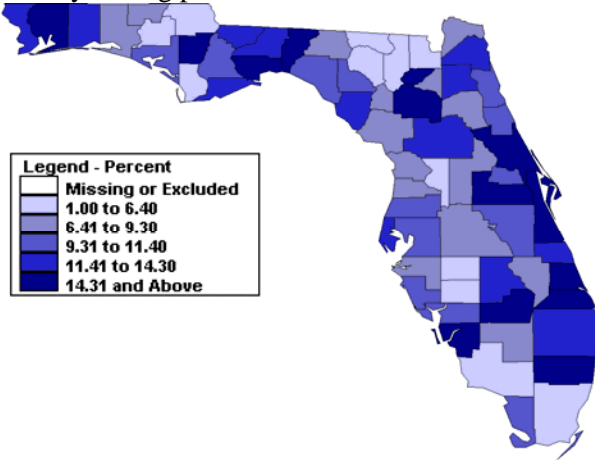 Legend - Percent
Missing or Excluded
1.00 to 6.40
6.41 to 9.30
9.31 to 11.40
11.41 to 14.30
14.31 and Above